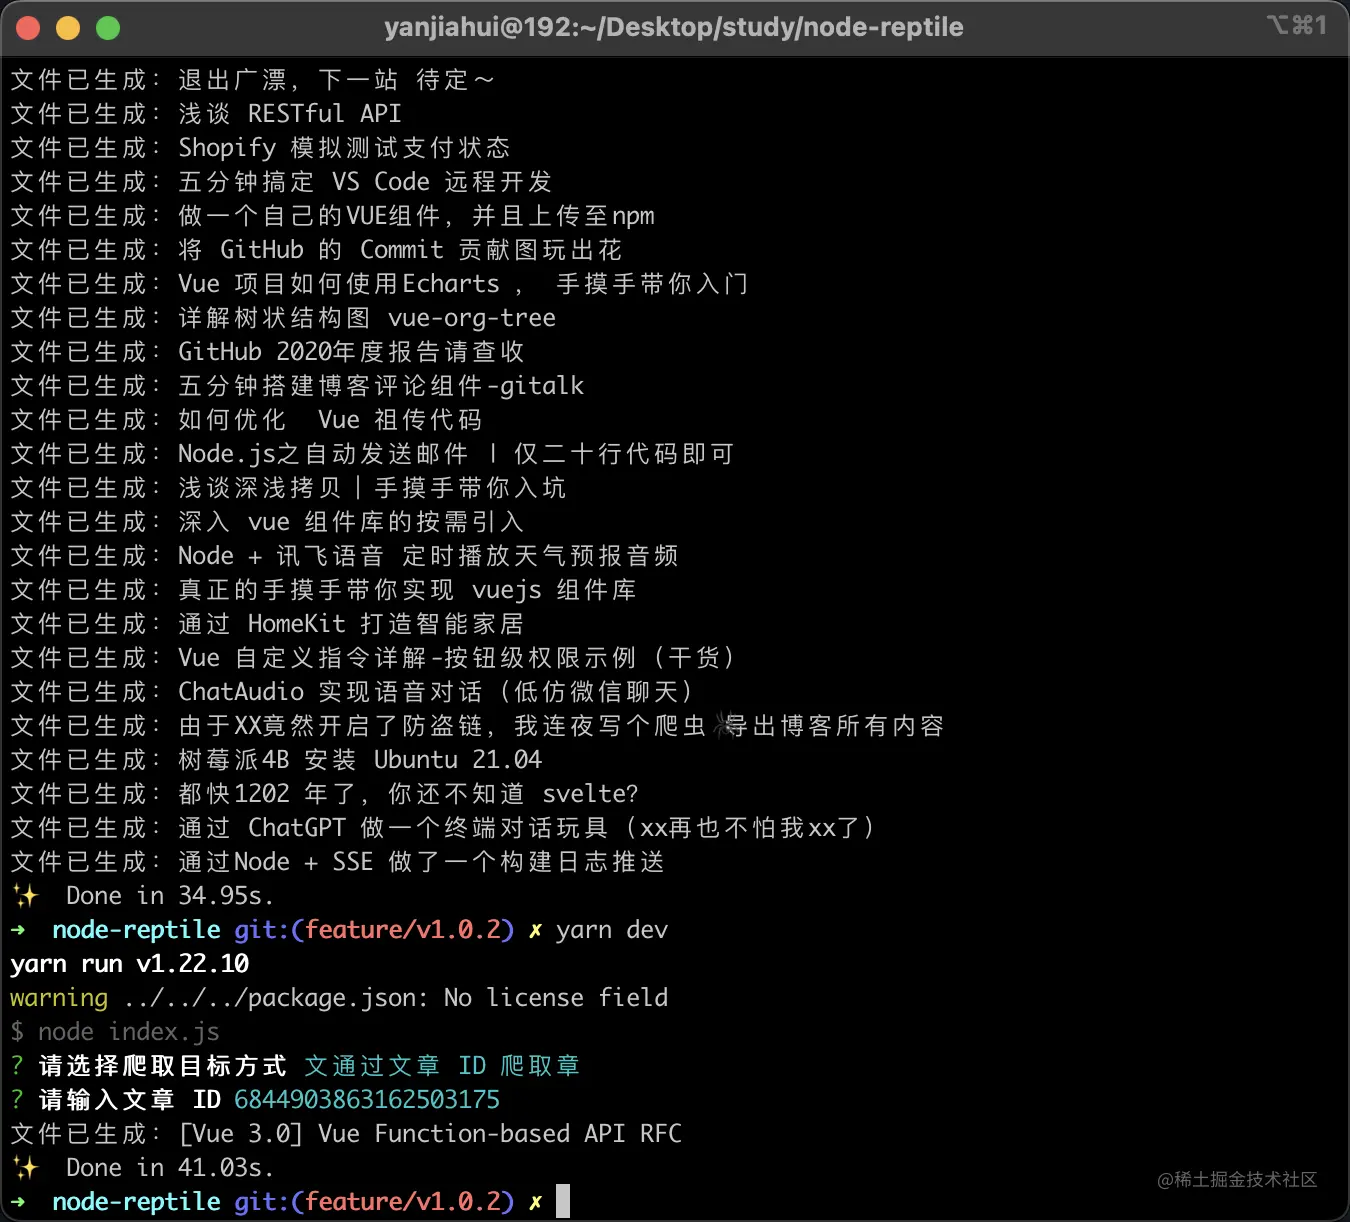 yanjiahui@192:~/Desktop/study/node-reptile
⌥⌘1
文件已生成: 退出广漂, 下一站 待定～
文件已生成: 浅谈 RESTful API
文件已生成: Shopify 模拟测试支付状态
文件已生成: 五分钟搞定 VS Code 远程开发
文件已生成: 做一个自己的VUE组件, 并且上传至npm
文件已生成: 将 GitHub 的 Commit 贡献图玩出花
文件已生成: Vue 项目如何使用Echarts , 手摸手带你入门
文件已生成: 详解树状结构图 vue-org-tree
文件已生成: GitHub 2020年度报告请查收
文件已生成: 五分钟搭建博客评论组件-gitalk
文件已生成: 如何优化  Vue 祖传代码
文件已生成: Node.js之自动发送邮件 | 仅二十行代码即可
文件已生成: 浅谈深浅拷贝｜手摸手带你入坑
文件已生成: 深入 vue 组件库的按需引入
文件已生成: Node + 讯飞语音 定时播放天气预报音频
文件已生成: 真正的手摸手带你实现 vuejs 组件库
文件已生成: 通过 HomeKit 打造智能家居
文件已生成: Vue 自定义指令详解-按钮级权限示例（干货）
文件已生成: ChatAudio 实现语音对话（低仿微信聊天）
文件已生成: 由于XX竟然开启了防盗链, 我连夜写个爬虫🕷导出博客所有内容
文件已生成: 树莓派4B 安装 Ubuntu 21.04
文件已生成: 都快1202 年了, 你还不知道 svelte?
文件已生成: 通过 ChatGPT 做一个终端对话玩具（xx再也不怕我xx了）
文件已生成: 通过Node + SSE 做了一个构建日志推送
✨  Done in 34.95s.
➜  node-reptile git:(feature/v1.0.2) ✗ yarn dev
yarn run v1.22.10
warning ../../../package.json: No license field
$ node index.js
? 请选择爬取目标方式 文通过文章 ID 爬取章
? 请输入文章 ID 6844903863162503175
文件已生成: [Vue 3.0] Vue Function-based API RFC
✨  Done in 41.03s.
➜  node-reptile git:(feature/v1.0.2) ✗
@稀土掘金技术社区